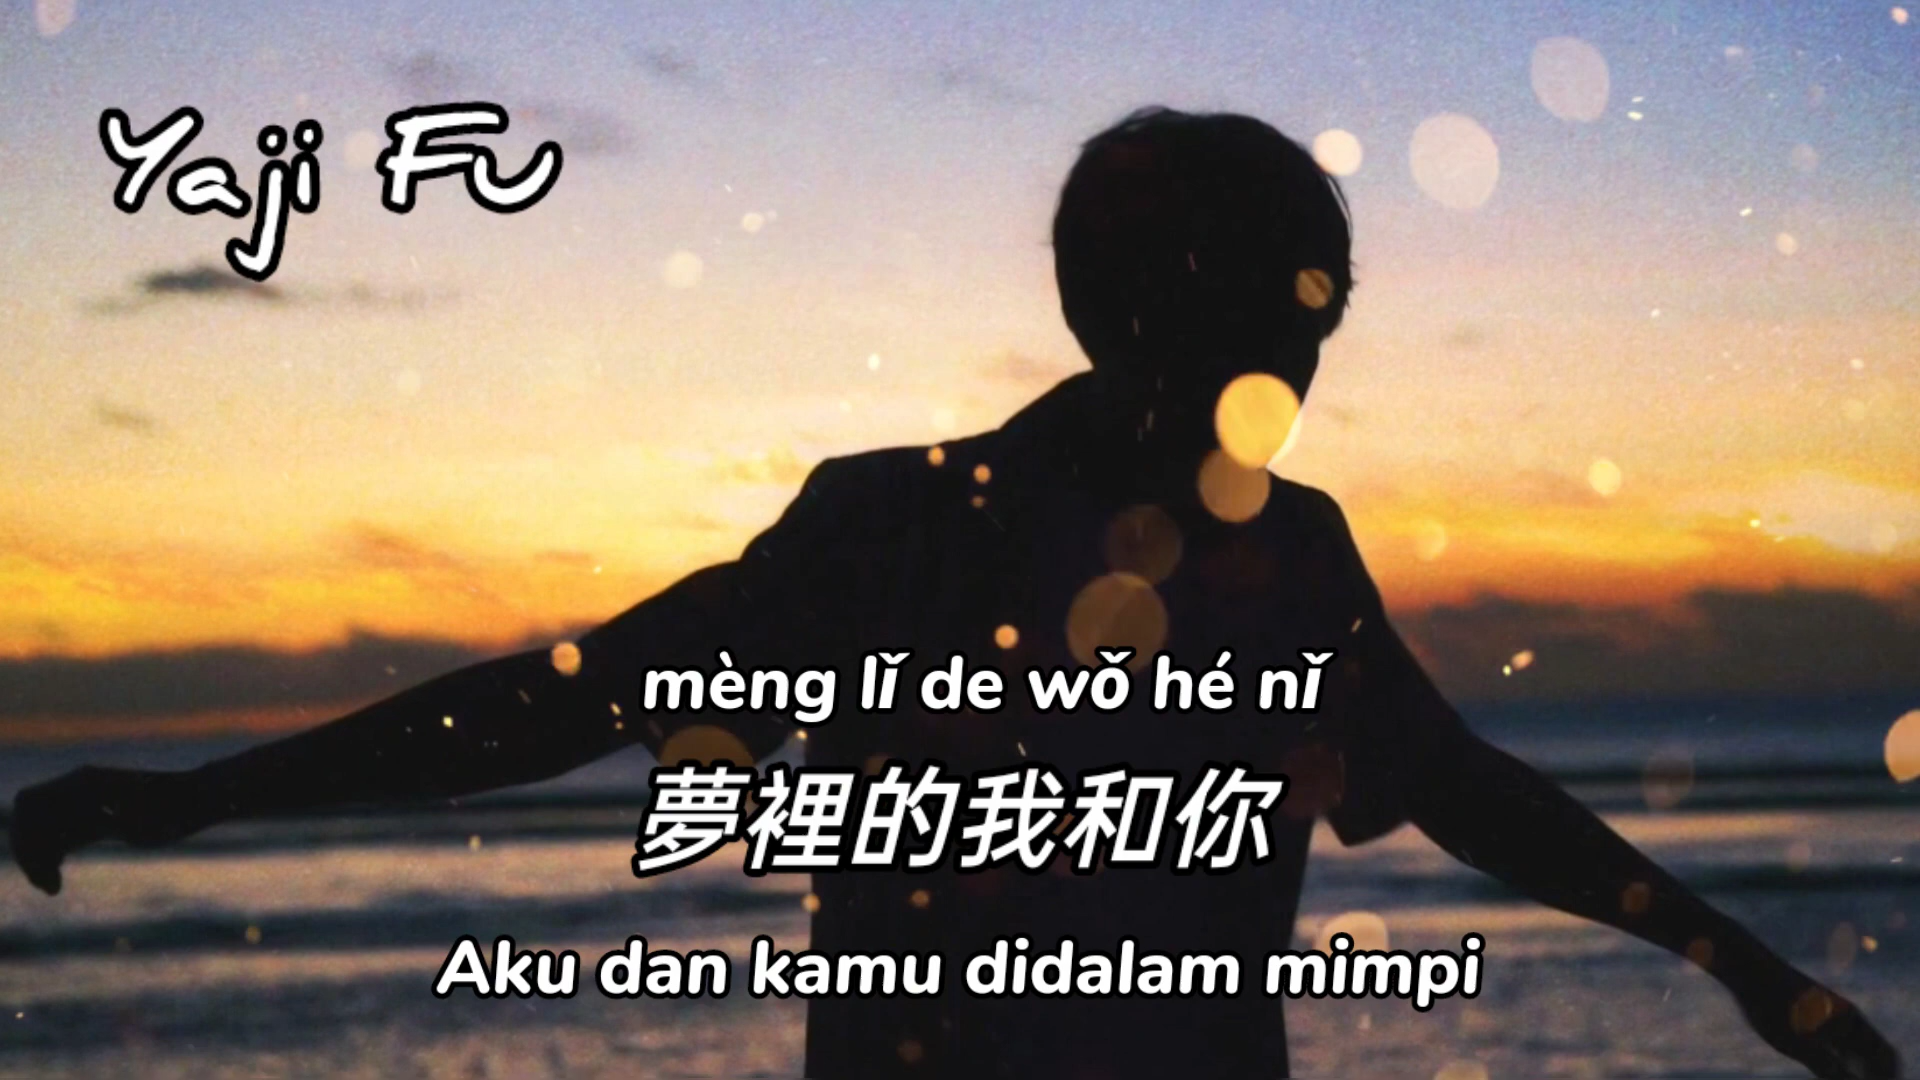 Yaji Fu
mèng lǐ de wǒ hé nǐ
夢裡的我和你
Aku dan kamu didalam mimpi